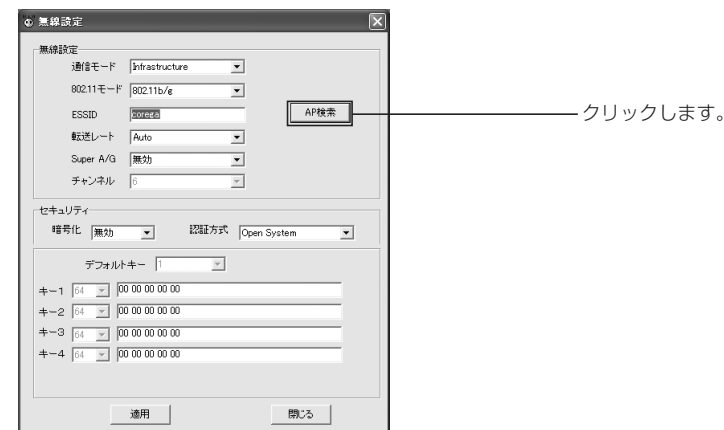 無線設定
無線設定
通信モード Infrastructure
802.11モード 802.11b/g
ESSID corega
AP検索
クリックします。
転送レート Auto
Super A/G 無効
チャンネル 6
セキュリティ
暗号化 無効 認証方式 Open System
デフォルトキー 1
キー1 64 00 00 00 00 00
キー2 64 00 00 00 00 00
キー3 64 00 00 00 00 00
キー4 64 00 00 00 00 00
適用 閉じる